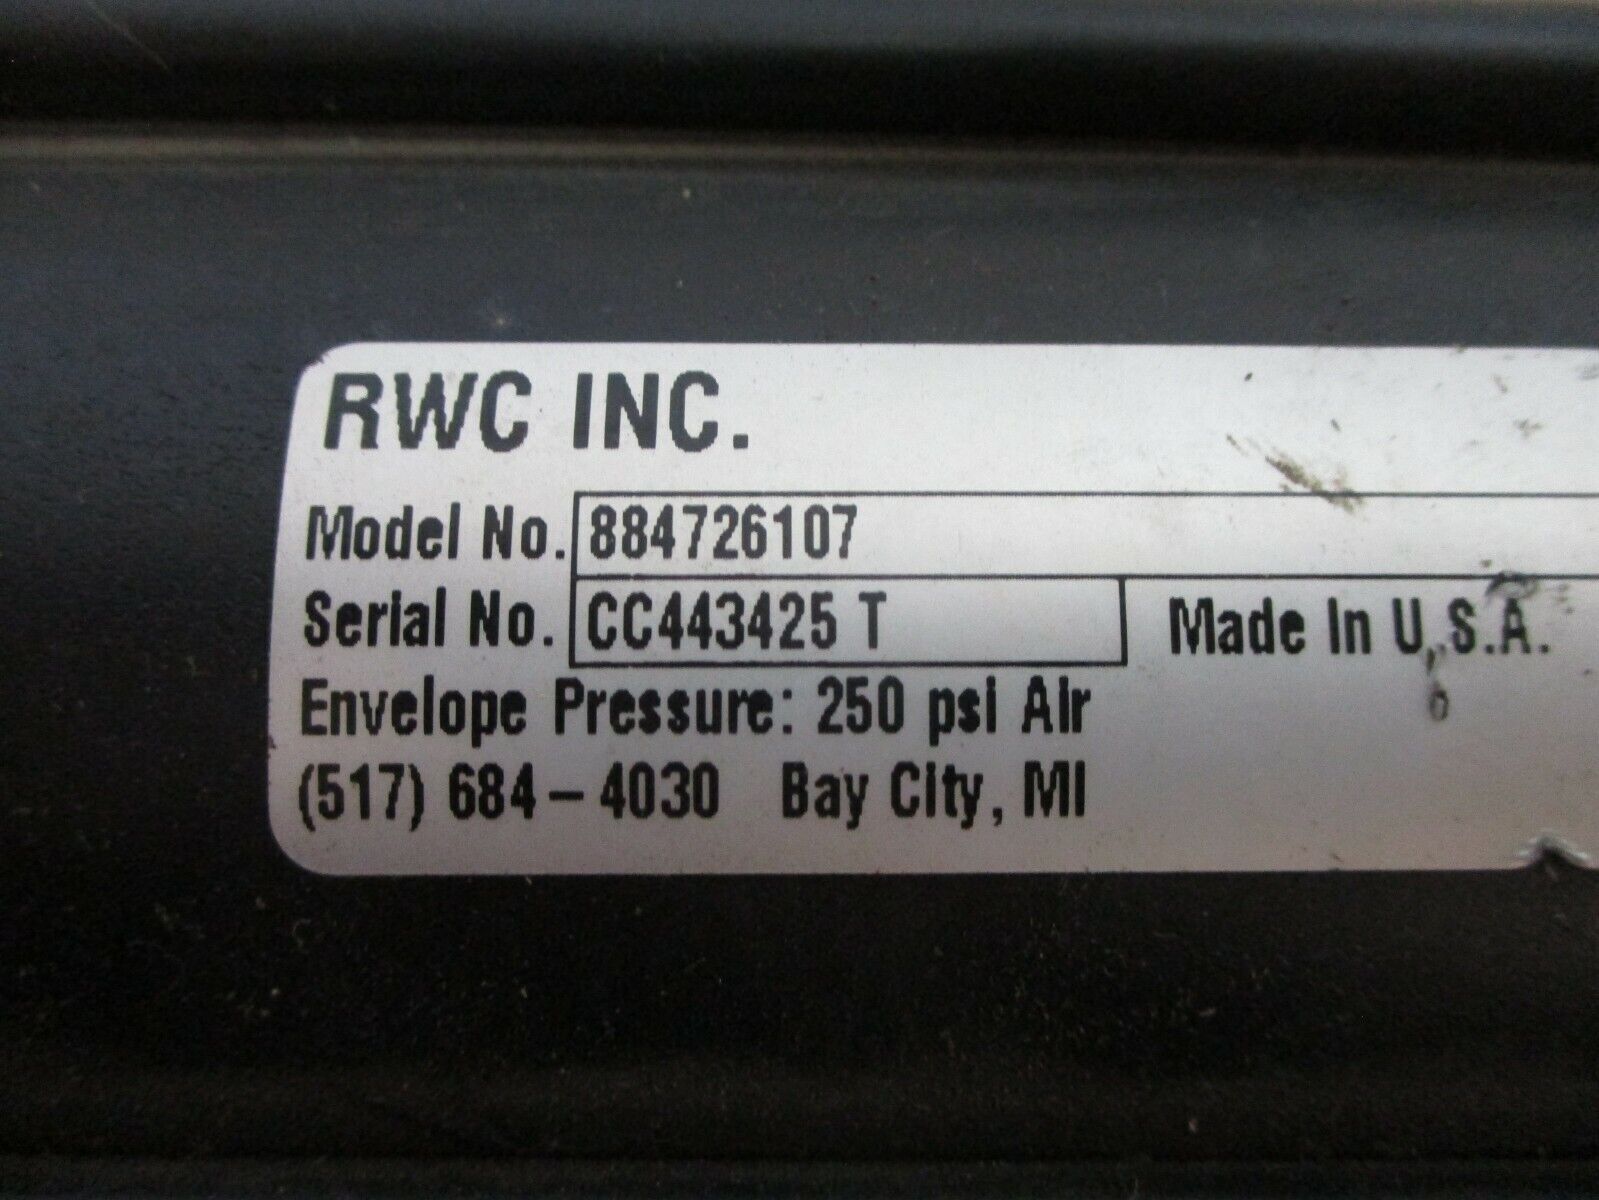 RWC INC.
Model No. 884726107
Serial No. CC443425 T Made In U.S.A.
Envelope Pressure: 250 psi Air
(517) 684-4030 Bay City, MI